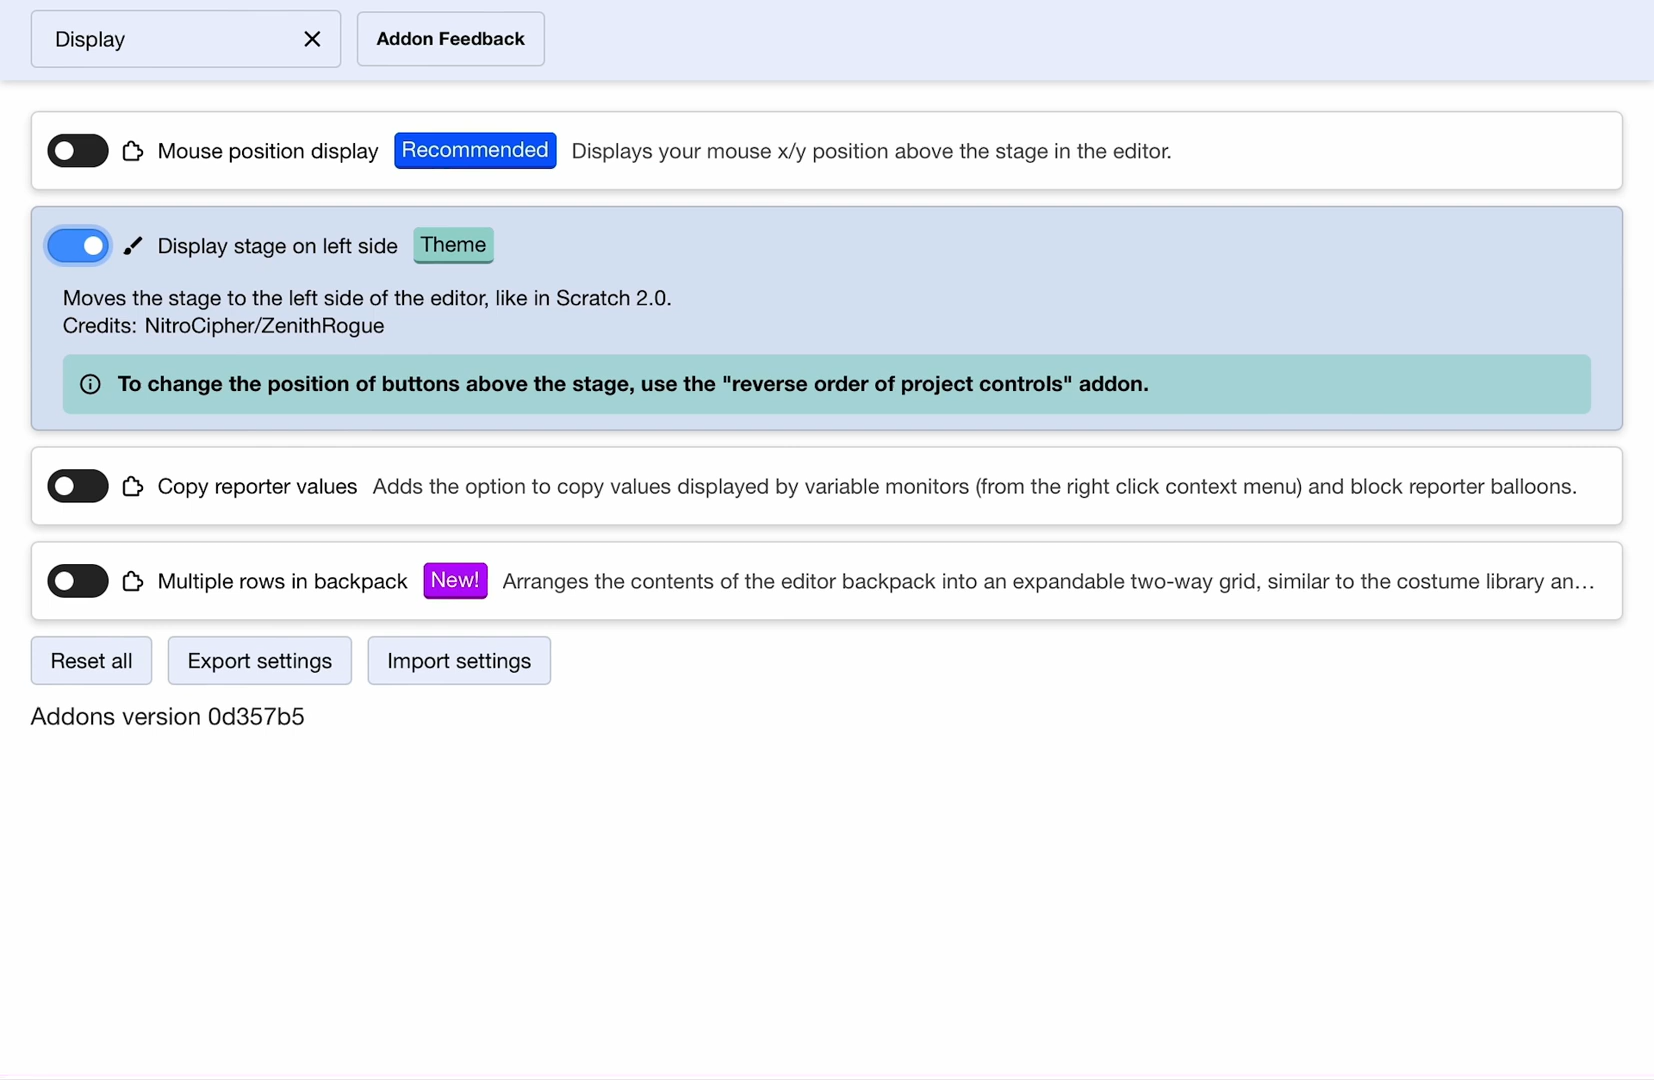 Display
Addon Feedback
Mouse position display Recommended Displays your mouse x/y position above the stage in the editor.
Display stage on left side Theme
Moves the stage to the left side of the editor, like in Scratch 2.0.
Credits: NitroCipher/ZenithRogue
To change the position of buttons above the stage, use the "reverse order of project controls" addon.
Copy reporter values Adds the option to copy values displayed by variable monitors (from the right click context menu) and block reporter balloons.
Multiple rows in backpack New! Arranges the contents of the editor backpack into an expandable two-way grid, similar to the costume library an…
Reset all Export settings Import settings
Addons version 0d357b5